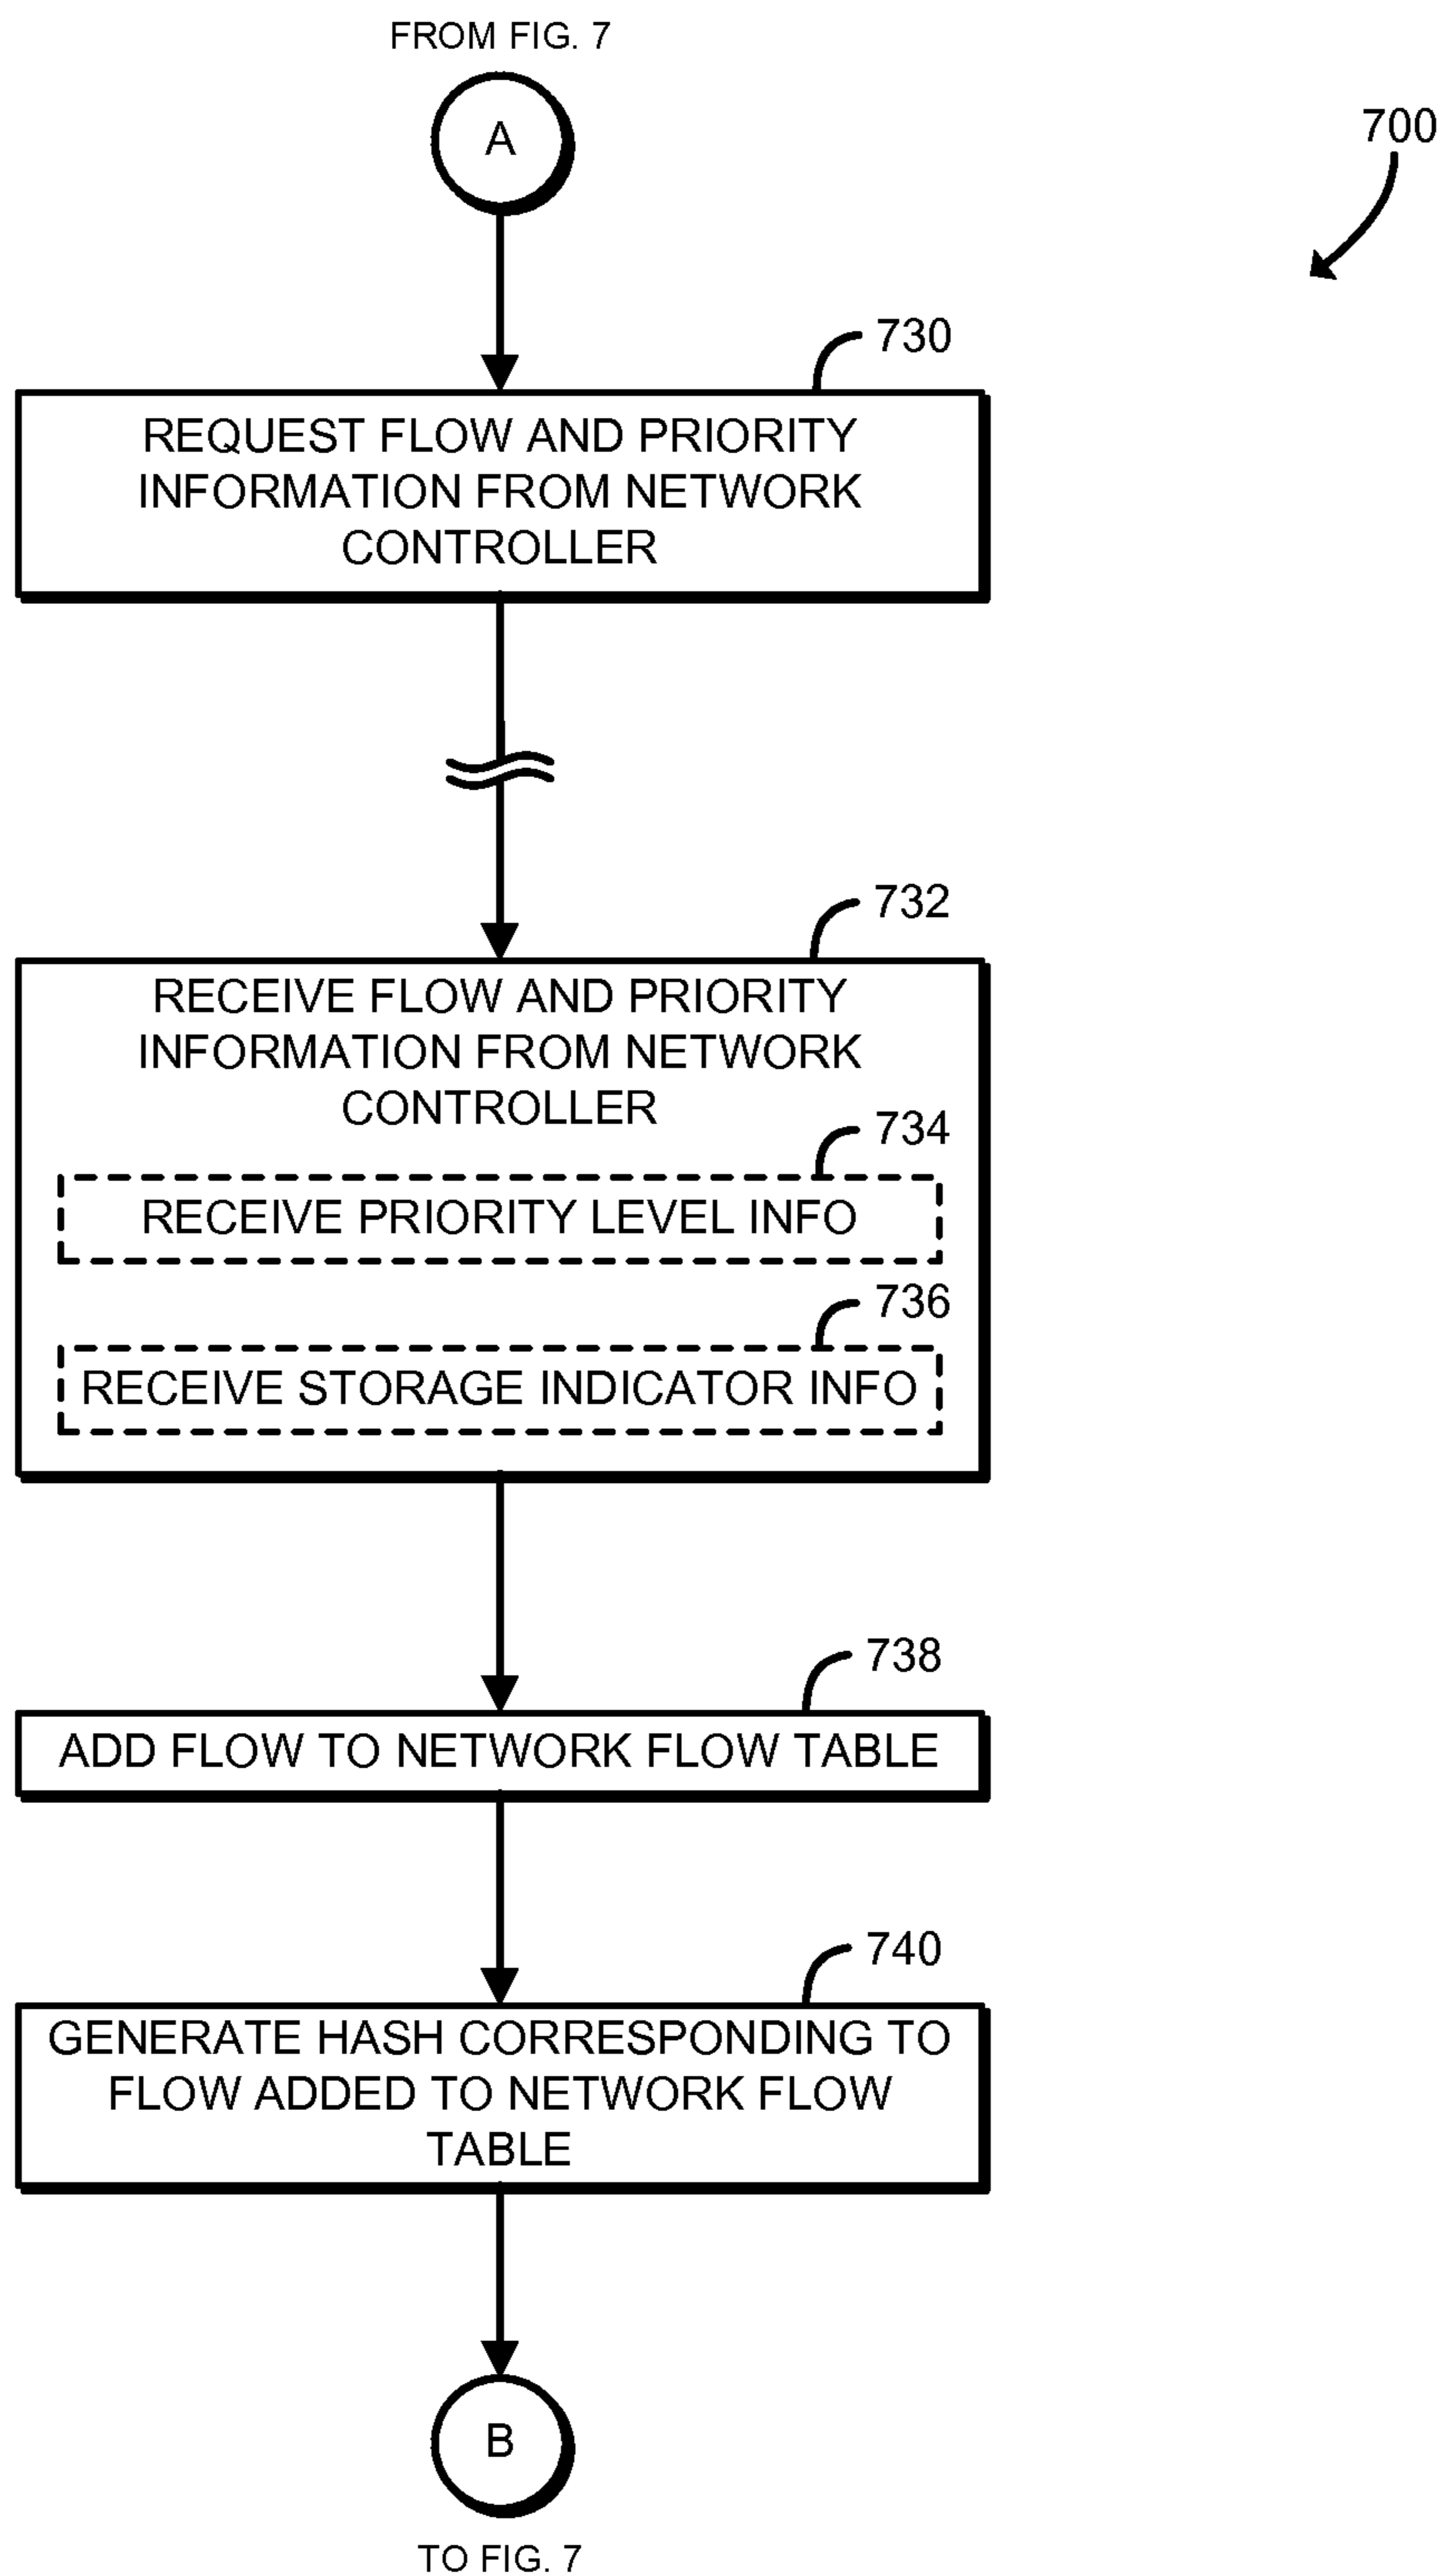 FROM FIG. 7
A
700
730
REQUEST FLOW AND PRIORITY
INFORMATION FROM NETWORK
CONTROLLER
732
RECEIVE FLOW AND PRIORITY
INFORMATION FROM NETWORK
CONTROLLER
734
RECEIVE PRIORITY LEVEL INFO
736
RECEIVE STORAGE INDICATOR INFO
738
ADD FLOW TO NETWORK FLOW TABLE
740
GENERATE HASH CORRESPONDING TO
FLOW ADDED TO NETWORK FLOW
TABLE
B
TO FIG. 7